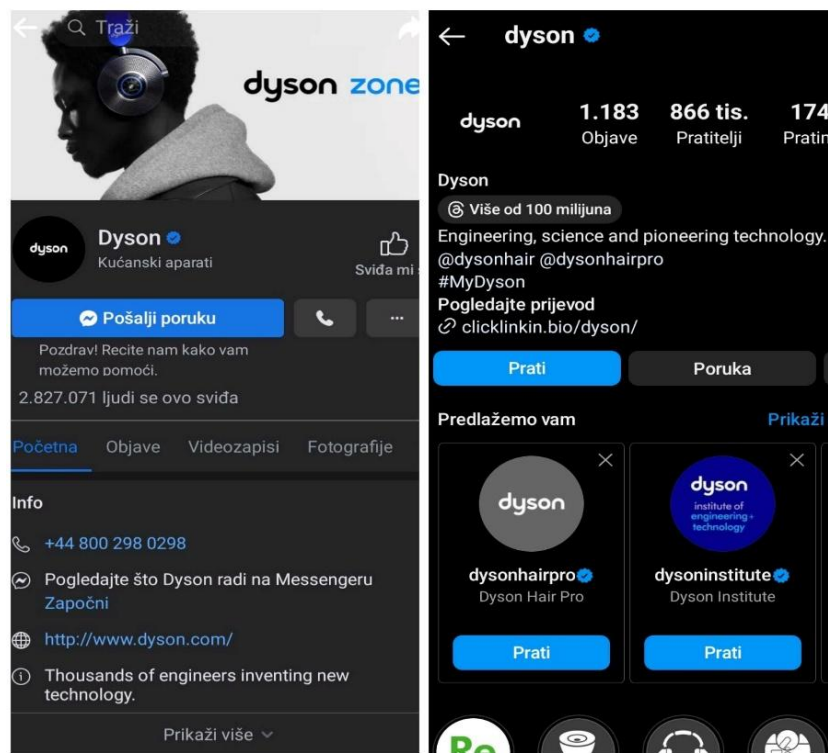 Traži
dyson zone
dyson
Dyson
Kućanski aparati
Sviđa mi
Pošalji poruku
Pozdrav! Recite nam kako vam
možemo pomoći.
2.827.071 ljudi se ovo sviđa
Početna Objave Videozapisi Fotografije
Info
+44 800 298 0298
Pogledajte što Dyson radi na Messengeru
Započni
http://www.dyson.com/
Thousands of engineers inventing new
technology.
Prikaži više
dyson
dyson
1.183 866 tis. 174
Objave Pratitelji Pratim
Dyson
Više od 100 milijuna
Engineering, science and pioneering technology.
@dysonhair @dysonhairpro
#MyDyson
Pogledajte prijevod
clicklinkin.bio/dyson/
Prati Poruka
Predlažemo vam Prikaži
dyson
dysonhairpro
Dyson Hair Pro
Prati
dyson
institute of
engineering+
technology
dysoninstitute
Dyson Institute
Prati
Re